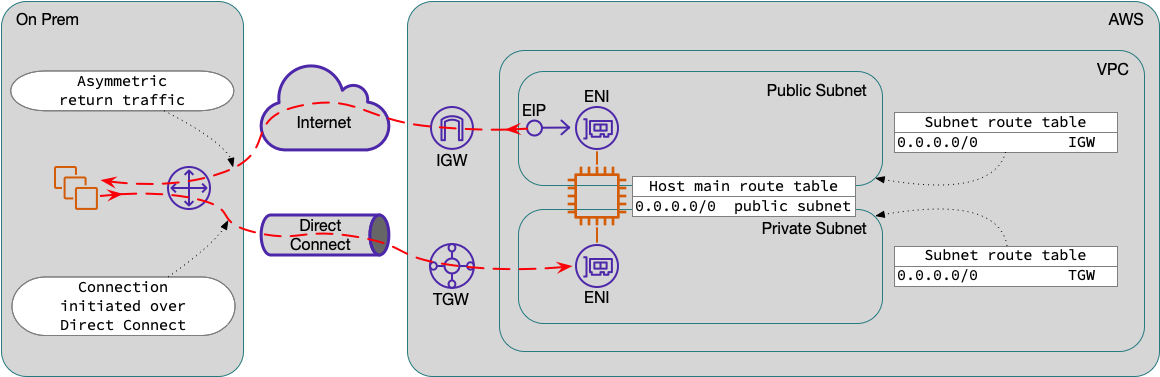 On Prem
Asymmetric
return traffic
Connection
initiated over
Direct Connect
Internet
Direct
Connect
AWS
VPC
IGW
TGW
Public Subnet
EIP
ENI
Host main route table
0.0.0.0/0 public subnet
Private Subnet
ENI
Subnet route table
0.0.0.0/0 IGW
Subnet route table
0.0.0.0/0 TGW